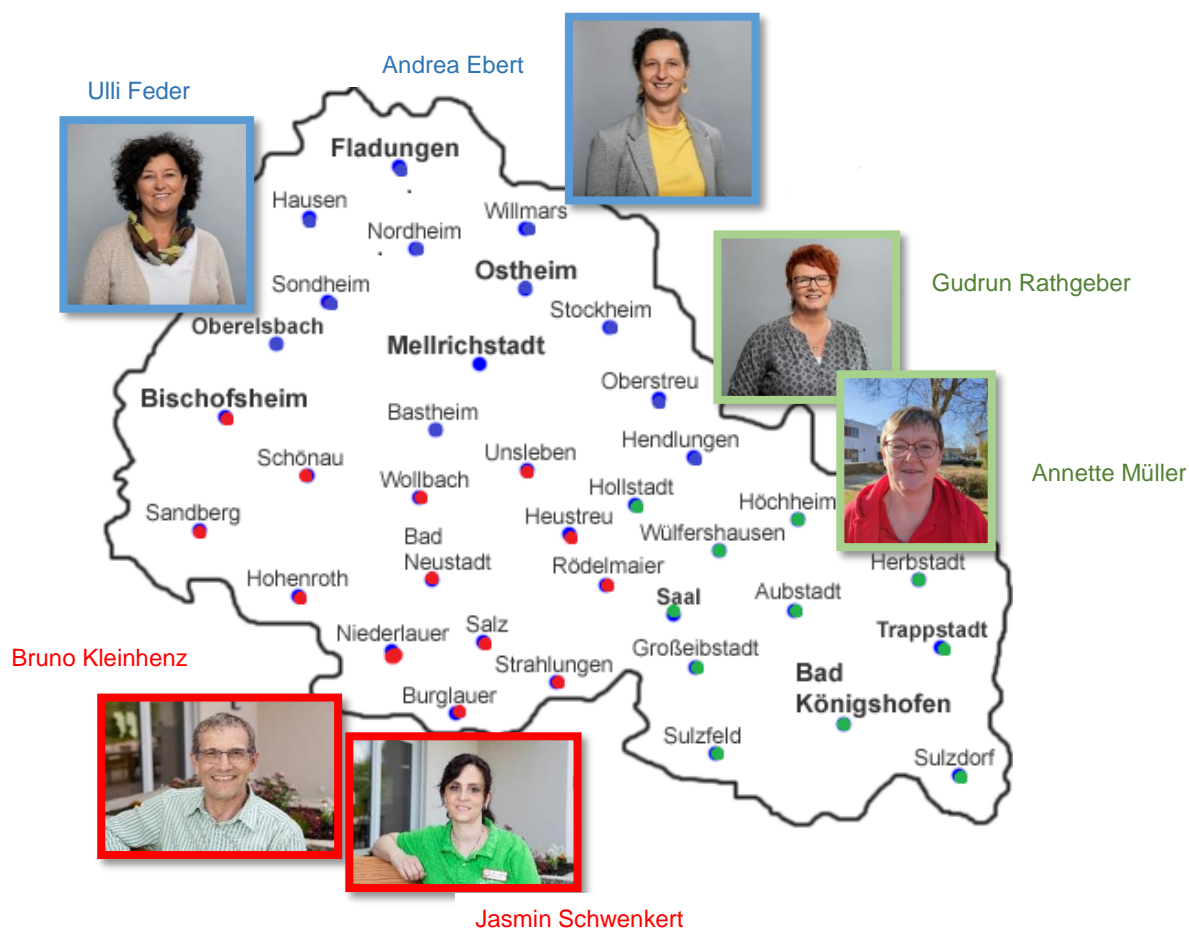 Andrea Ebert
Ulli Feder
Fladungen
Hausen
Willmars
Nordheim
Ostheim
Gudrun Rathgeber
Sondheim
Stockheim
Oberelsbach
Mellrichstadt
Oberstreu
Bischofsheim
Bastheim
Hendlungen
Unsleben
Schönau
Wollbach
Annette Müller
Hollstadt
Höchheim
Sandberg
Heustreu
Wülfershausen
Bad
Neustadt
Rödelmaier
Herbstadt
Hohenroth
Saal
Aubstadt
Niederlauer
Salz
Trappstadt
Großeibstadt
Bruno Kleinhenz
Strahlungen
Bad
Königshofen
Burglauer
Sulzfeld
Sulzdorf
Jasmin Schwenkert